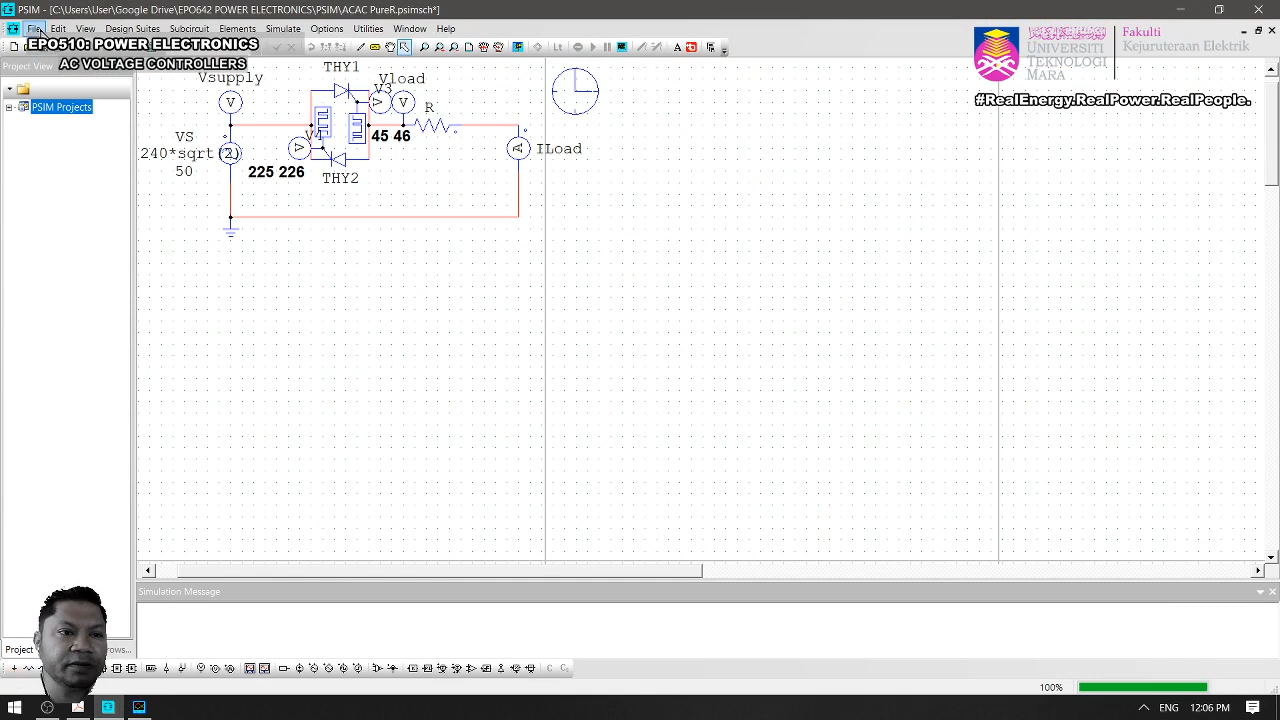 PSIM - [C:\Users\User\Google Drive\EPO642 POWER ELECTRONICS\PSIM\ACAC PureR.psimsch*]
File Edit View Design Suites Subcircuit Elements Simulate Options Utilities Window Help
EPO510: POWER ELECTRONICS
AC VOLTAGE CONTROLLERS
UNIVERSITI
TEKNOLOGI
MARA
Fakulti
Kejuruteraan Elektrik
#RealEnergy.RealPower.RealPeople.
Project View
PSIM Projects
THY1
Vsupply
Vload
V3
V
V
R
VS
45 46
V1
240*sqrt(2)
50
225 226
THY2
A
ILoad
Simulation Message
Project
rows...
100%
ENG
12:06 PM